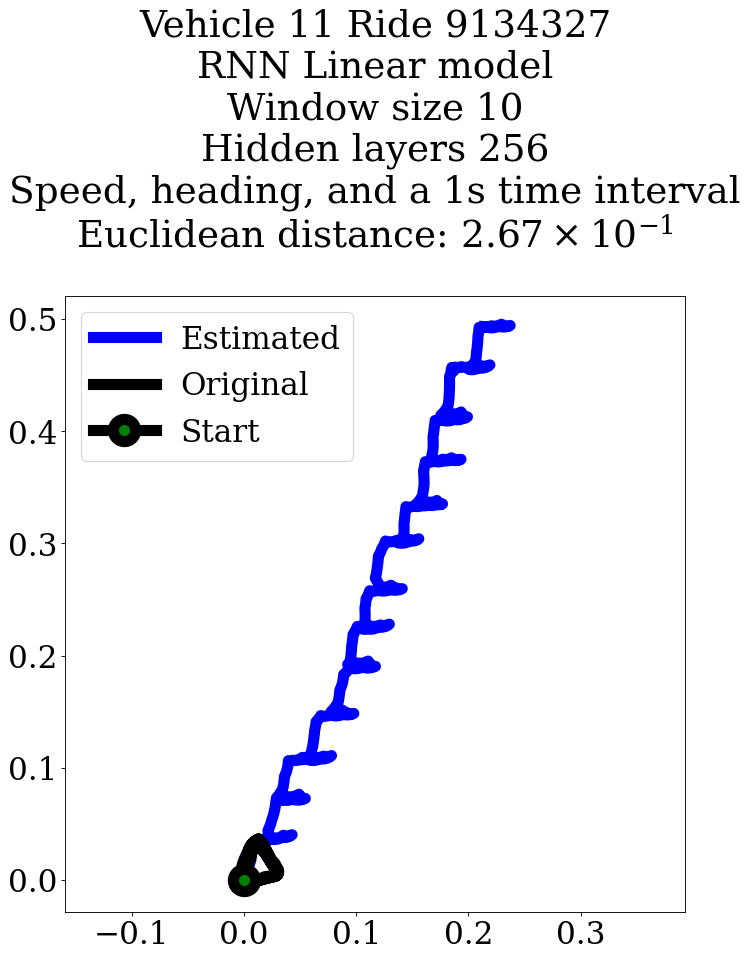 Vehicle 11 Ride 9134327
RNN Linear model
Window size 10
Hidden layers 256
Speed, heading, and a 1s time interval
Euclidean distance: 2.67 × 10⁻¹
Estimated
Original
Start
0.5
0.4
0.3
0.2
0.1
0.0
−0.1 0.0 0.1 0.2 0.3